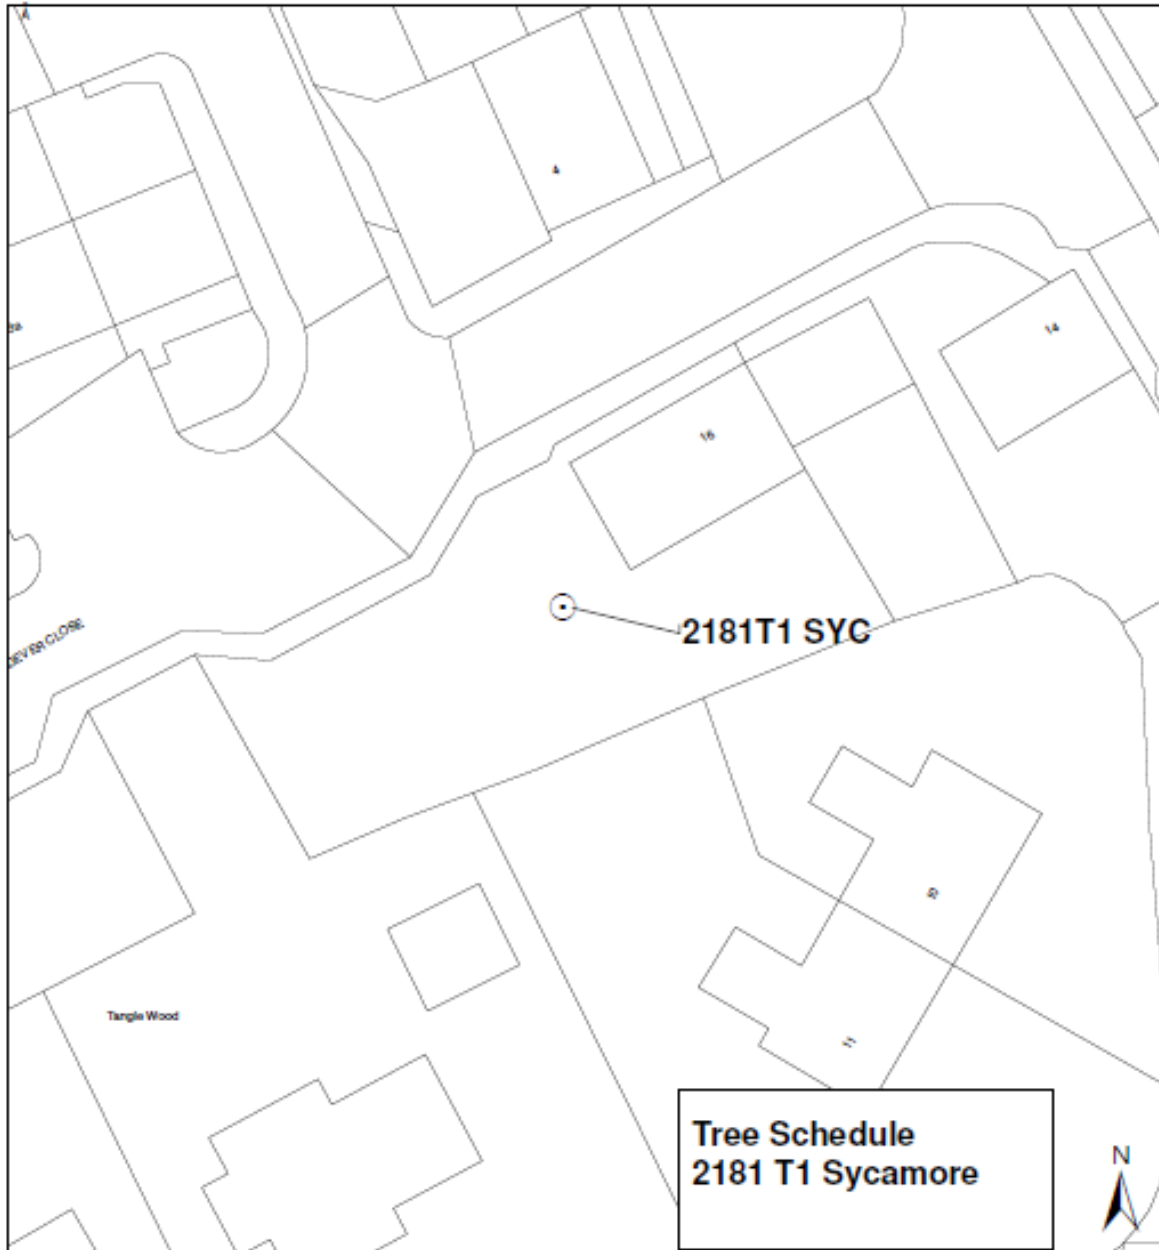 4
14
16
2181T1 SYC
DEVER CLOSE
Tangle Wood
11
Tree Schedule
2181 T1 Sycamore
N